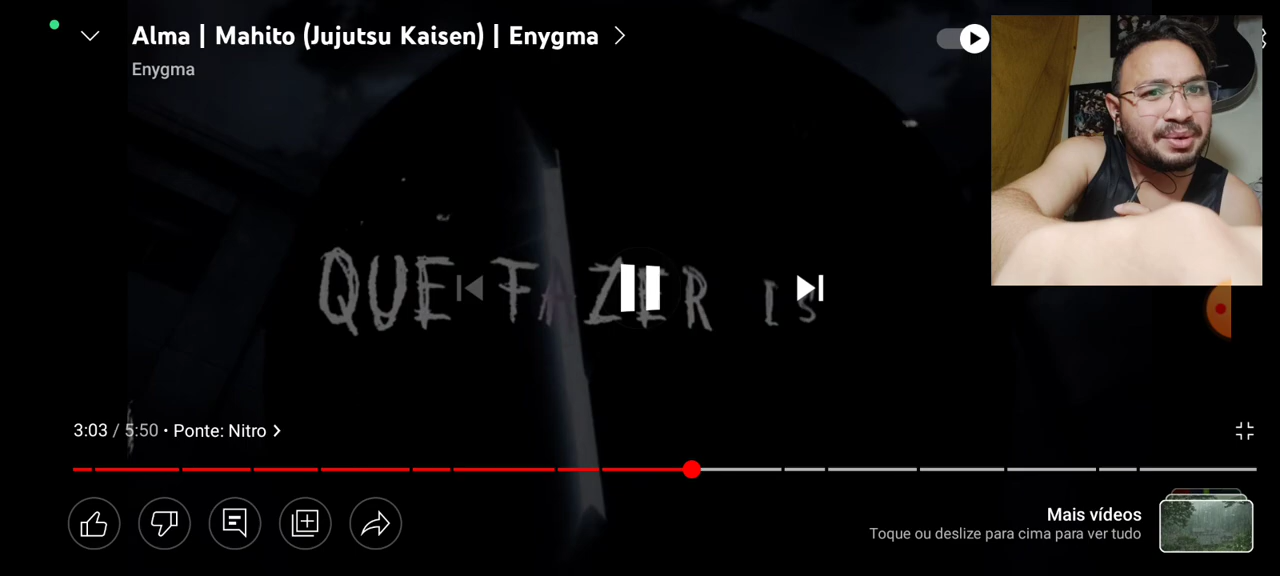 Alma | Mahito (Jujutsu Kaisen) | Enygma
Enygma
QUE FAZER IS
3:03 / 5:50 • Ponte: Nitro
Mais vídeos
Toque ou deslize para cima para ver tudo